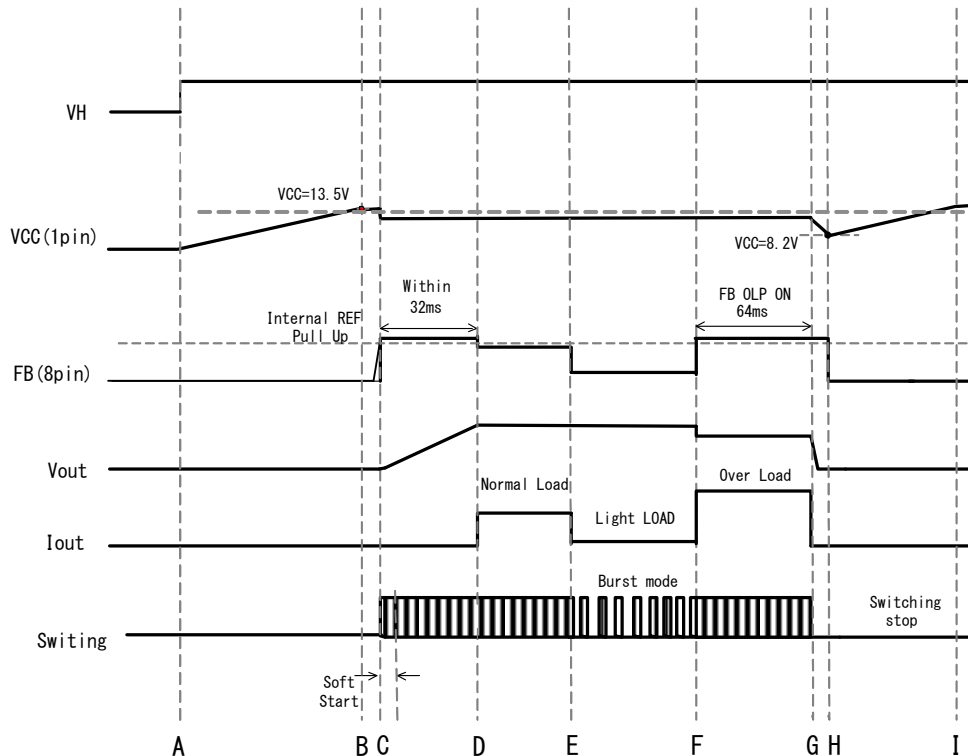 VH
VCC=13.5V
VCC(1pin)
VCC=8.2V
Within
32ms
FB OLP ON
64ms
Internal REF
Pull Up
FB(8pin)
Vout
Normal Load
Over Load
Light LOAD
Iout
Burst mode
Switching
stop
Switing
Soft
Start
A B C D E F G H I